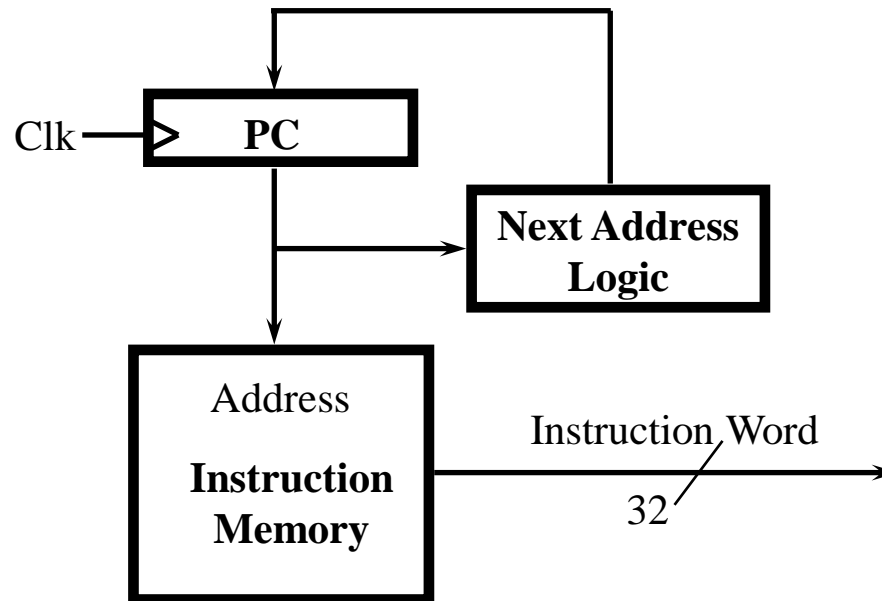 Clk
PC
Next Address
Logic
Address
Instruction
Memory
Instruction Word
32